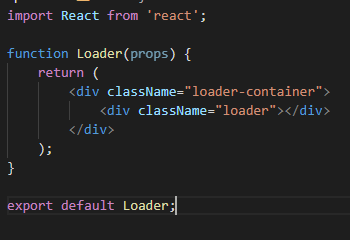 import React from 'react';
function Loader(props) {
    return (
        <div className="loader-container">
            <div className="loader"></div>
        </div>
    );
}
export default Loader;